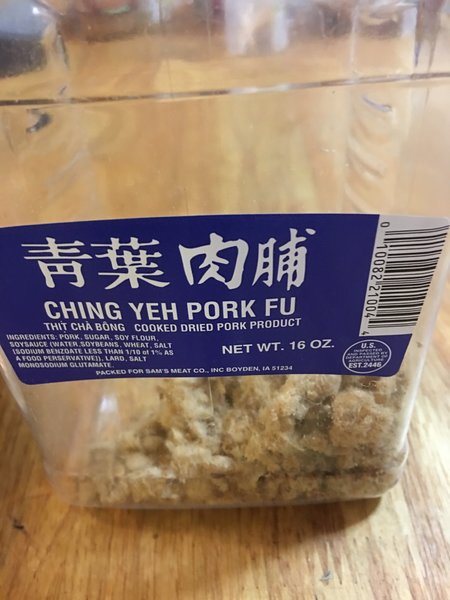 青葉肉脯
CHING YEH PORK FU
THỊT CHÀ BÔNG COOKED DRIED PORK PRODUCT
INGREDIENTS: PORK, SUGAR, SOY FLOUR,
SOYSAUCE (WATER,SOYBEANS, WHEAT, SALT
(SODIUM BENZOATE LESS THAN 1/10 of 1% AS
A FOOD PERSERVATIVE), LARD, SALT
MONOSODIUM GLUTAMATE.
NET WT. 16 OZ.
PACKED FOR SAM'S MEAT CO., INC BOYDEN, IA 51234
U.S.
INSPECTED
AND PASSED BY
DEPARTMENT OF
AGRICULTURE
EST.2446
0 10082 21004 4